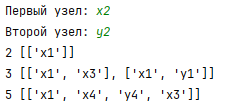 Первый узел: x2
Второй узел: y2
2 [['x1']]
3 [['x1', 'x3'], ['x1', 'y1']]
5 [['x1', 'x4', 'y4', 'x3']]